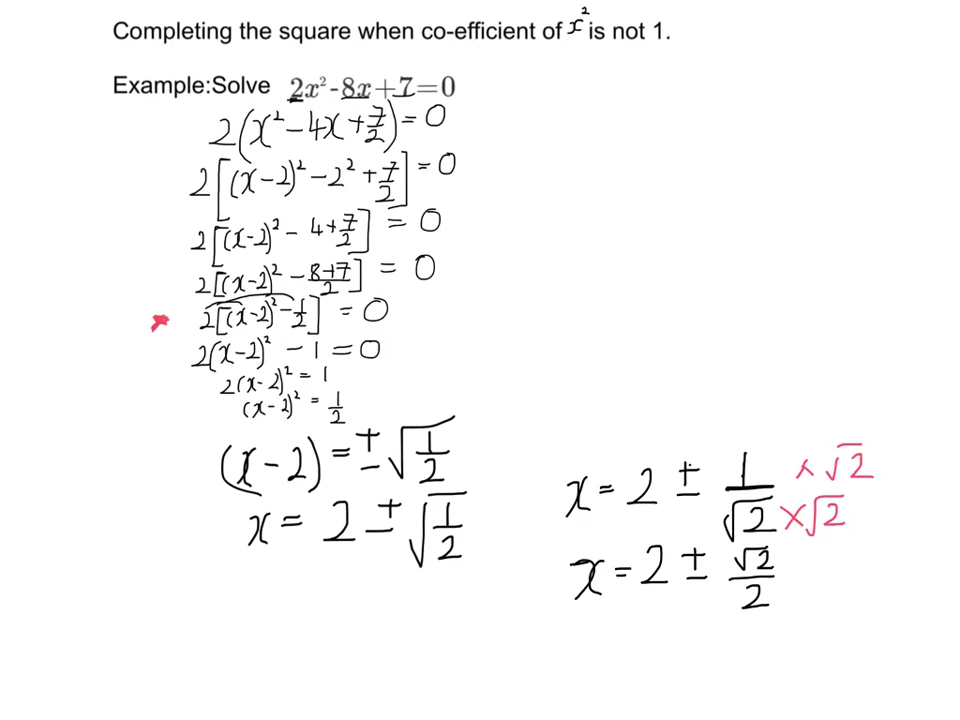 Completing the square when co-efficient of x² is not 1.
Example:Solve 2x²-8x+7=0
2(x² - 4x + 7/2) = 0
2[(x-2)² - 2² + 7/2] = 0
2[(x-2)² - 4+7/2] = 0
2[(x-2)² - 8+7/2] = 0
2[(x-2)² - 1/2] = 0
2(x-2)² - 1 = 0
2(x-2)² = 1
(x-2)² = 1/2
(x-2) = ±√(1/2)
x = 2 ± √(1/2)
x = 2 ± 1/√2 ×√2 ×√2
x = 2 ± √2/2